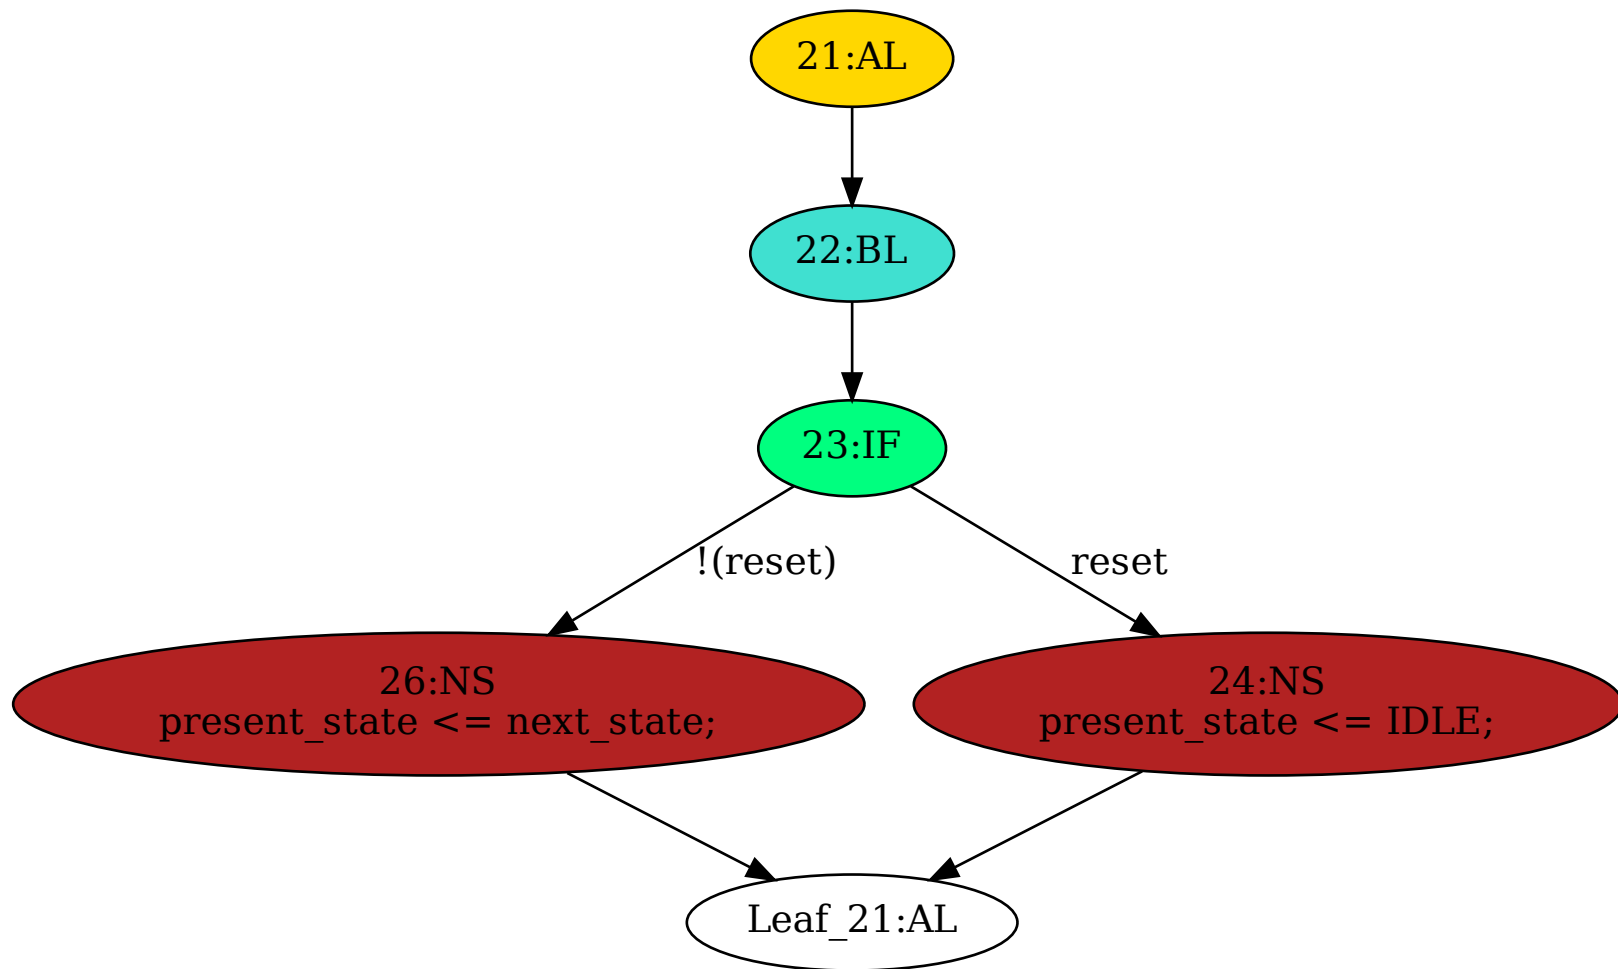 21:AL
22:BL
23:IF
!(reset)
reset
26:NS
present_state <= next_state;
24:NS
present_state <= IDLE;
Leaf_21:AL